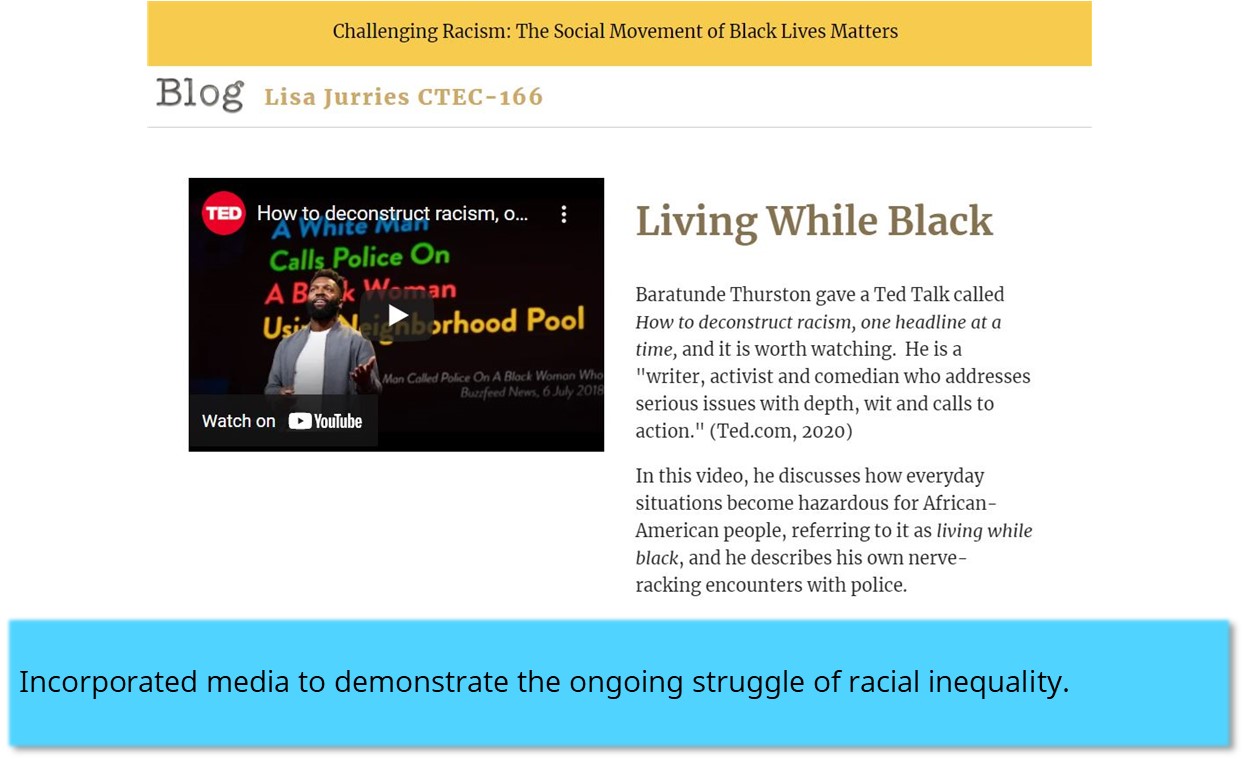 Challenging Racism: The Social Movement of Black Lives Matters
Blog Lisa Jurries CTEC-166
TED How to deconstruct racism, o...
A White Man
Calls Police On
A Black Woman
Using Neighborhood Pool
Man Called Police On A Black Woman Who
Buzzfeed News, 6 July 2018
Watch on YouTube
Living While Black
Baratunde Thurston gave a Ted Talk called
How to deconstruct racism, one headline at a
time, and it is worth watching.  He is a
"writer, activist and comedian who addresses
serious issues with depth, wit and calls to
action." (Ted.com, 2020)
In this video, he discusses how everyday
situations become hazardous for African-
American people, referring to it as living while
black, and he describes his own nerve-
racking encounters with police.
Incorporated media to demonstrate the ongoing struggle of racial inequality.